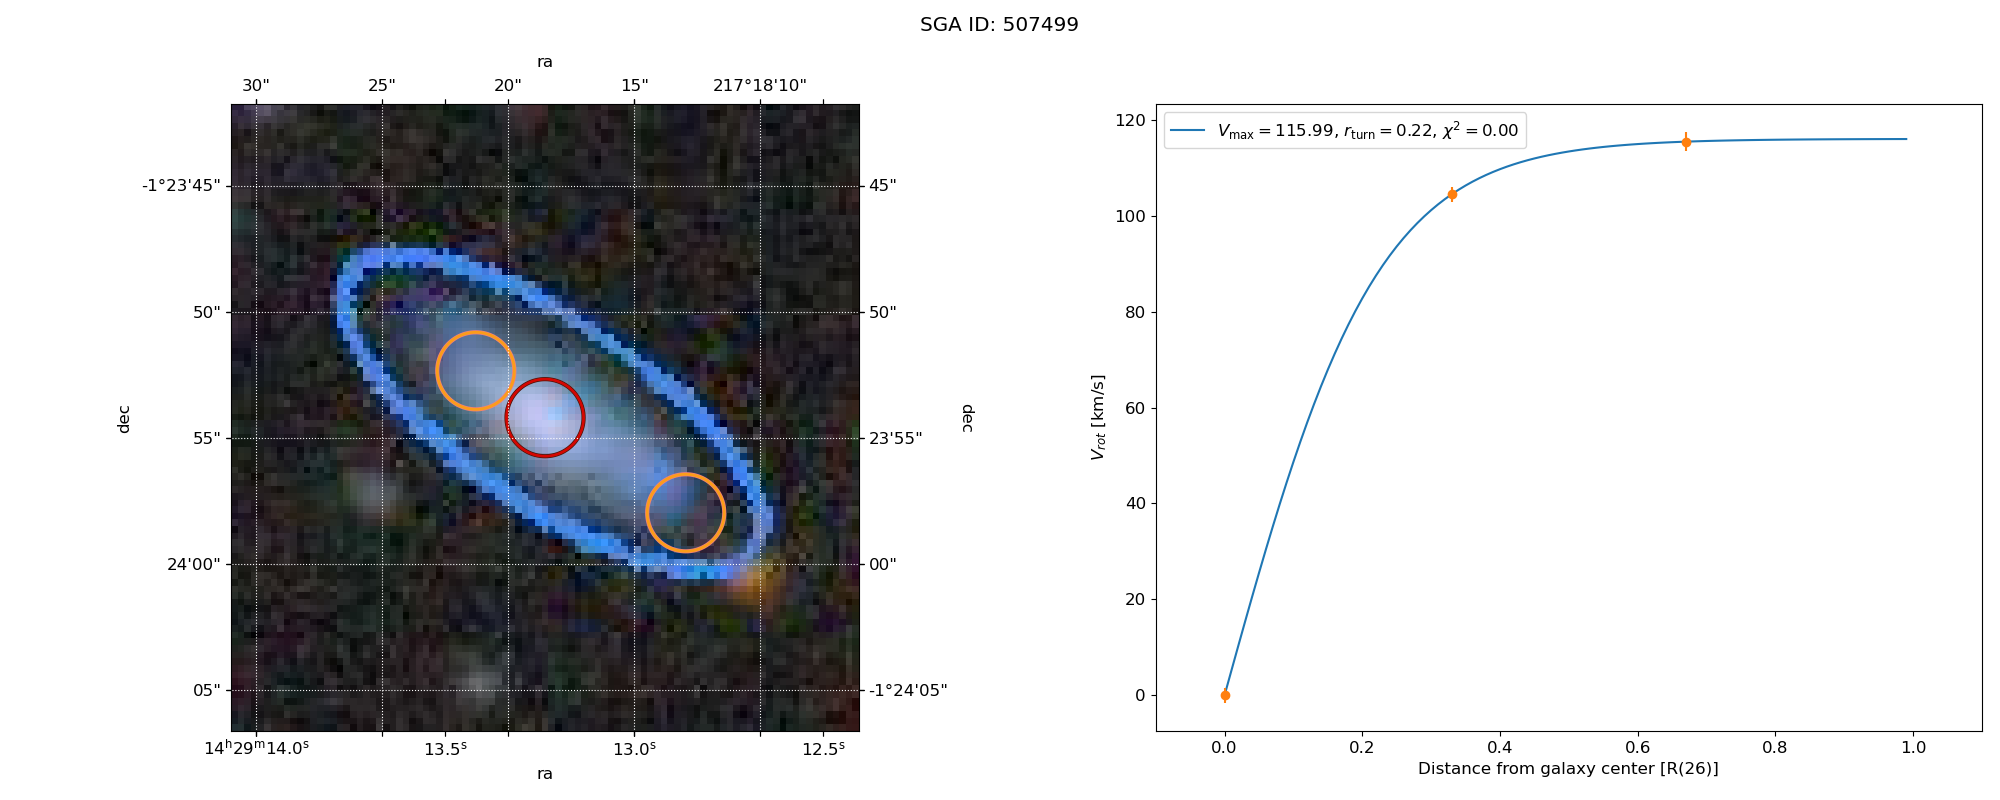 SGA ID: 507499
ra
30" 25" 20" 15" 217°18'10"
-1°23'45"
50"
55"
24'00"
05"
dec
45"
50"
23'55"
00"
-1°24'05"
dec
14ʰ29ᵐ14.0ˢ 13.5ˢ 13.0ˢ 12.5ˢ
ra
V_max = 115.99, r_turn = 0.22, χ² = 0.00
120
100
80
60
40
20
0
V_rot [km/s]
0.0 0.2 0.4 0.6 0.8 1.0
Distance from galaxy center [R(26)]